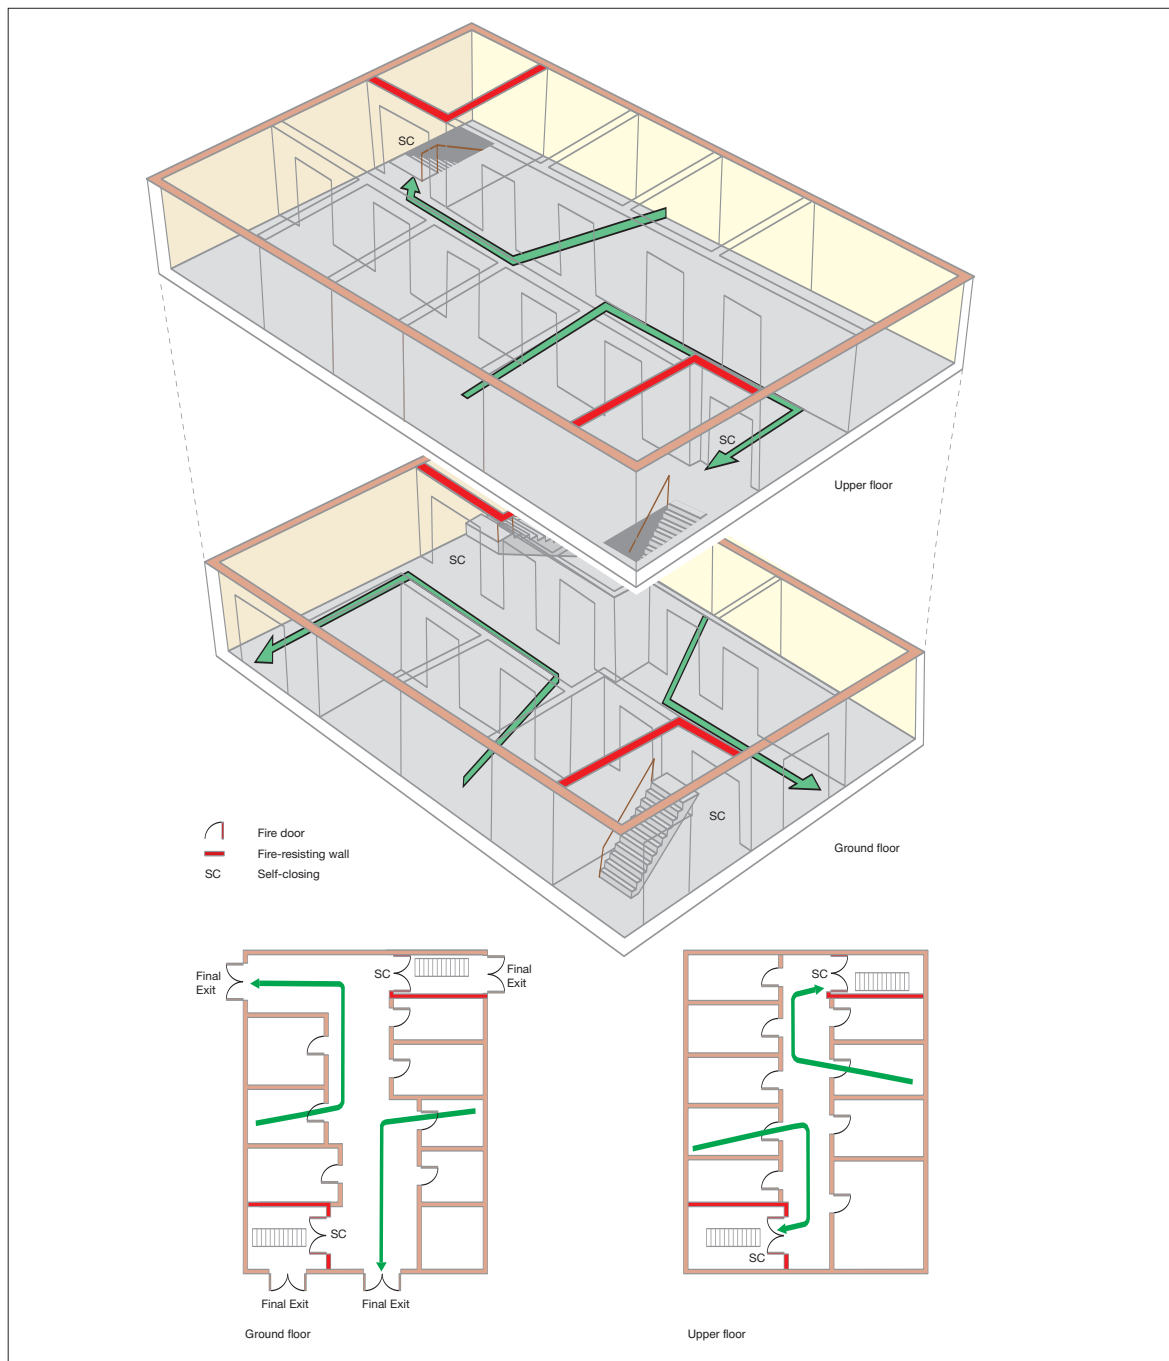 SC
SC
Upper floor
SC
SC
Ground floor
Fire door
Fire-resisting wall
SC Self-closing
Final
Exit
SC
Final
Exit
SC
Final Exit
Final Exit
Ground floor
SC
SC
Upper floor